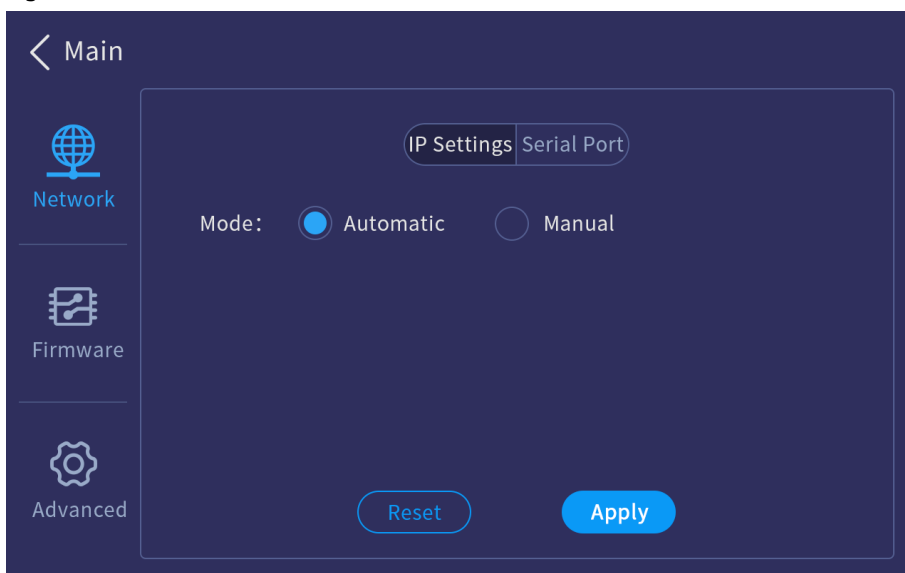 Main
Network
Firmware
Advanced
IP Settings Serial Port
Mode: Automatic Manual
Reset Apply